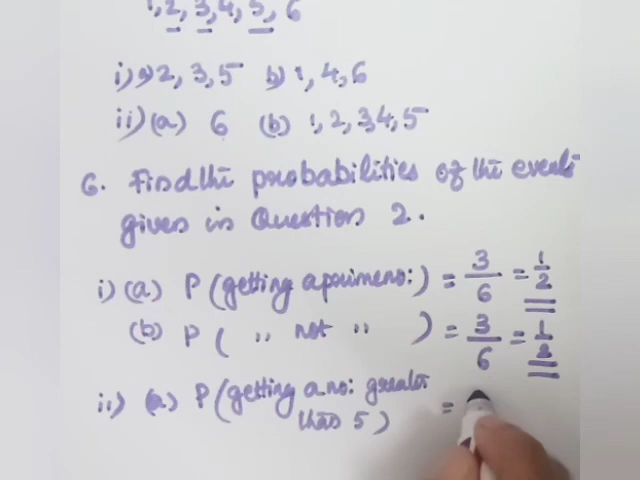 1, 2, 3, 4, 5, 6
i) a) 2, 3, 5 b) 1, 4, 6
ii) (a) 6 (b) 1, 2, 3, 4, 5
6. Find the probabilities of the events
given in Question 2.
i) (a) P (getting a prime no:) = 3/6 = 1/2
(b) P ( ,, not ,, ) = 3/6 = 1/2
ii) (a) P (getting a no: greater than 5) =